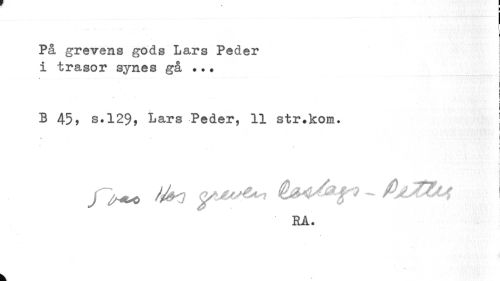 På grevens gods Lars Peder
i trasor synes gå ...
B 45, s.129, Lars Peder, 11 str.kom.
Svar Hos greven Roslags-Petter
RA.